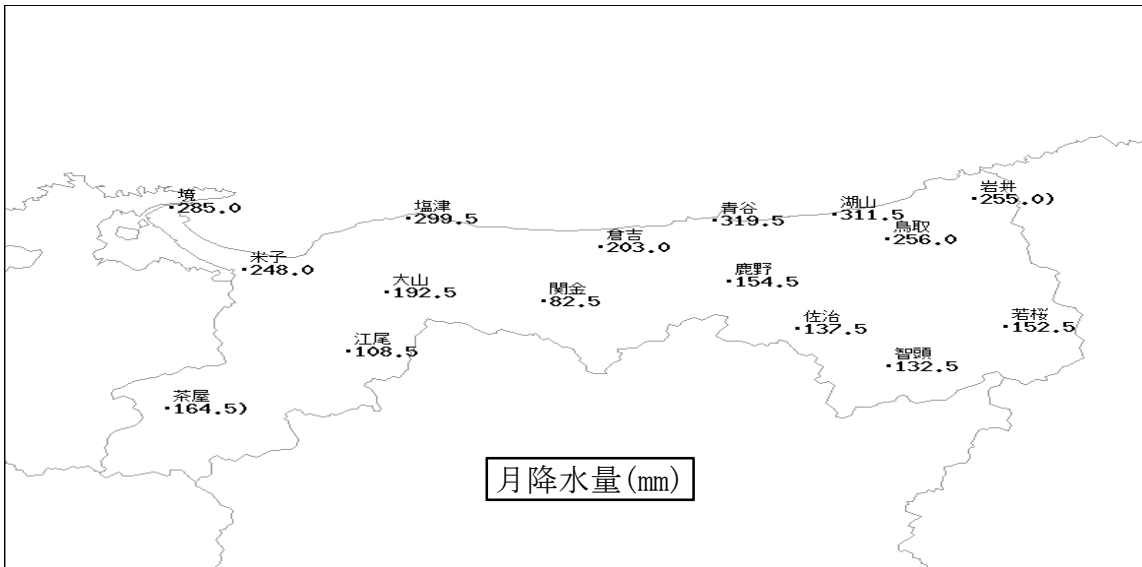 境
・285.0
塩津
・299.5
青谷
・319.5
湖山
・311.5
岩井
・255.0)
鳥取
・256.0
倉吉
・203.0
米子
・248.0
大山
・192.5
関金
・82.5
鹿野
・154.5
佐治
・137.5
若桜
・152.5
江尾
・108.5
智頭
・132.5
茶屋
・164.5)
月降水量(㎜)